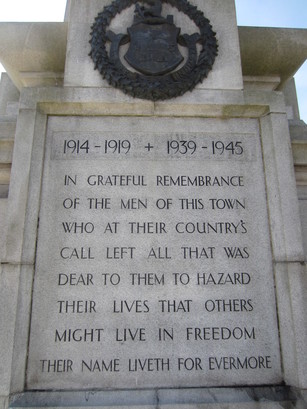 1914 - 1919 + 1939 - 1945
IN GRATEFUL REMEMBRANCE
OF THE MEN OF THIS TOWN
WHO AT THEIR COUNTRY'S
CALL LEFT ALL THAT WAS
DEAR TO THEM TO HAZARD
THEIR LIVES THAT OTHERS
MIGHT LIVE IN FREEDOM
THEIR NAME LIVETH FOR EVERMORE